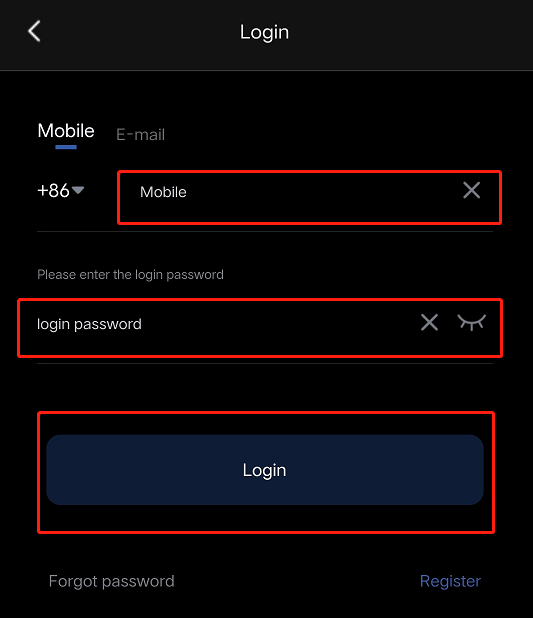 Login
Mobile E-mail
+86 Mobile
Please enter the login password
login password
Login
Forgot password Register